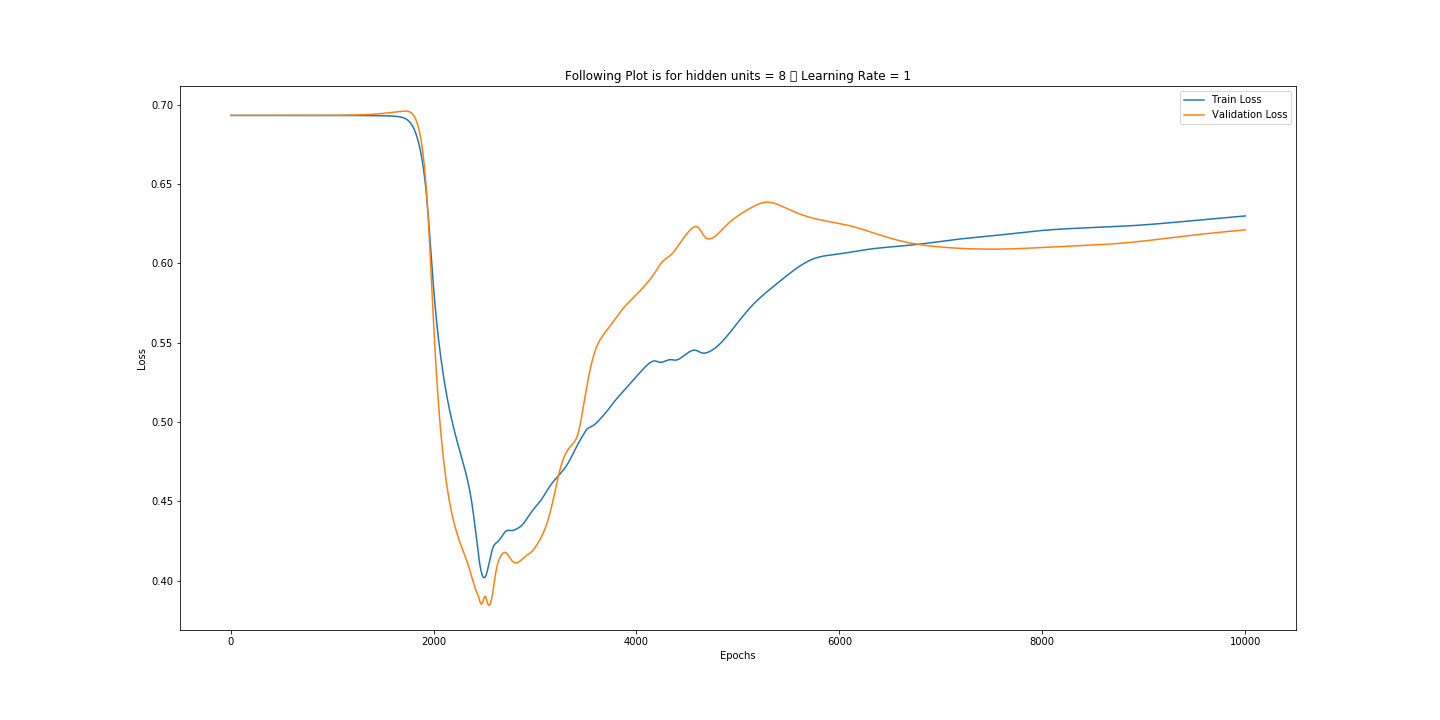 Following Plot is for hidden units = 8 ▯ Learning Rate = 1
Train Loss
Validation Loss
0.70
0.65
0.60
0.55
0.50
0.45
0.40
Loss
0
2000
4000
6000
8000
10000
Epochs